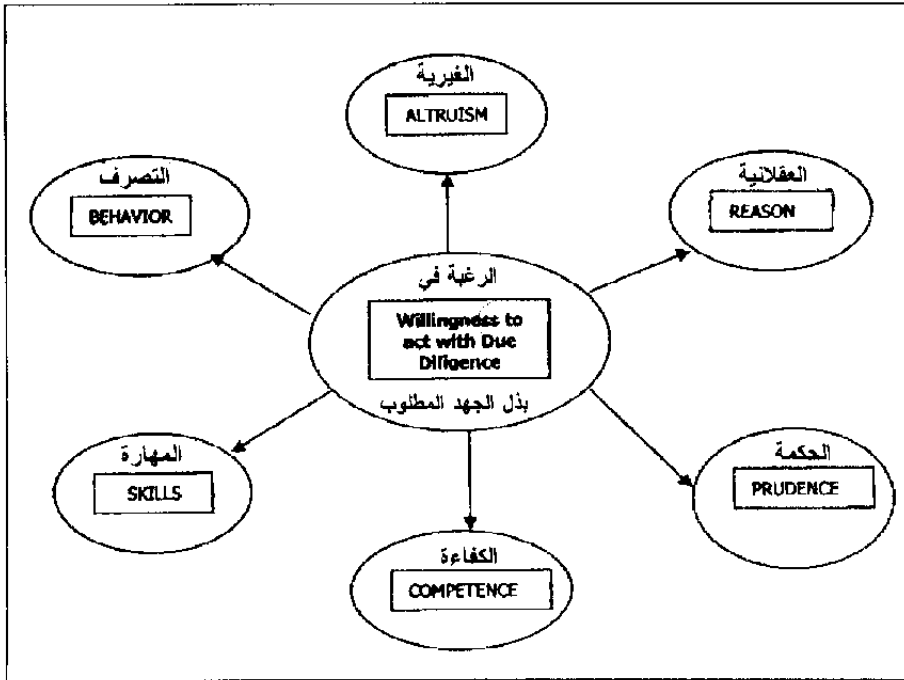 الغيرية
ALTRUISM
التصرف
BEHAVIOR
العقلانية
REASON
الرغبة في
Willingness to
act with Due
Diligence
بذل الجهد المطلوب
المهارة
SKILLS
الحكمة
PRUDENCE
الكفاءة
COMPETENCE